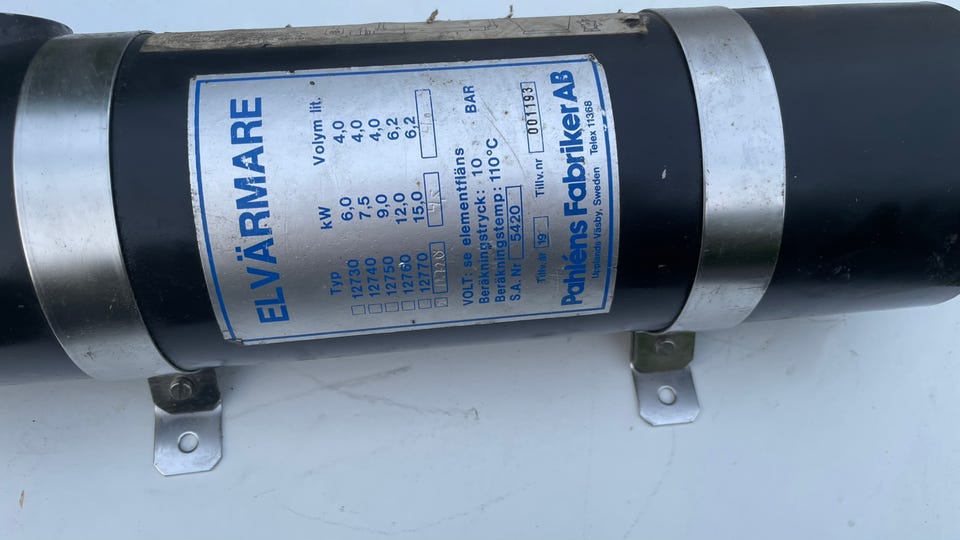 ELVÄRMARE
Typ kW Volym lit.
12730 6,0 4,0
12740 7,5 4,0
12750 9,0 4,0
12760 12,0 6,2
12770 15,0 6,2
VOLT: se elementfläns
Beräkningstryck: 10 BAR
Beräkningstemp: 110°C
S.A. Nr 5420
Tillv.år 19 Tillv. nr 001193
Pahléns Fabriker AB
Upplands Väsby, Sweden Telex 11368